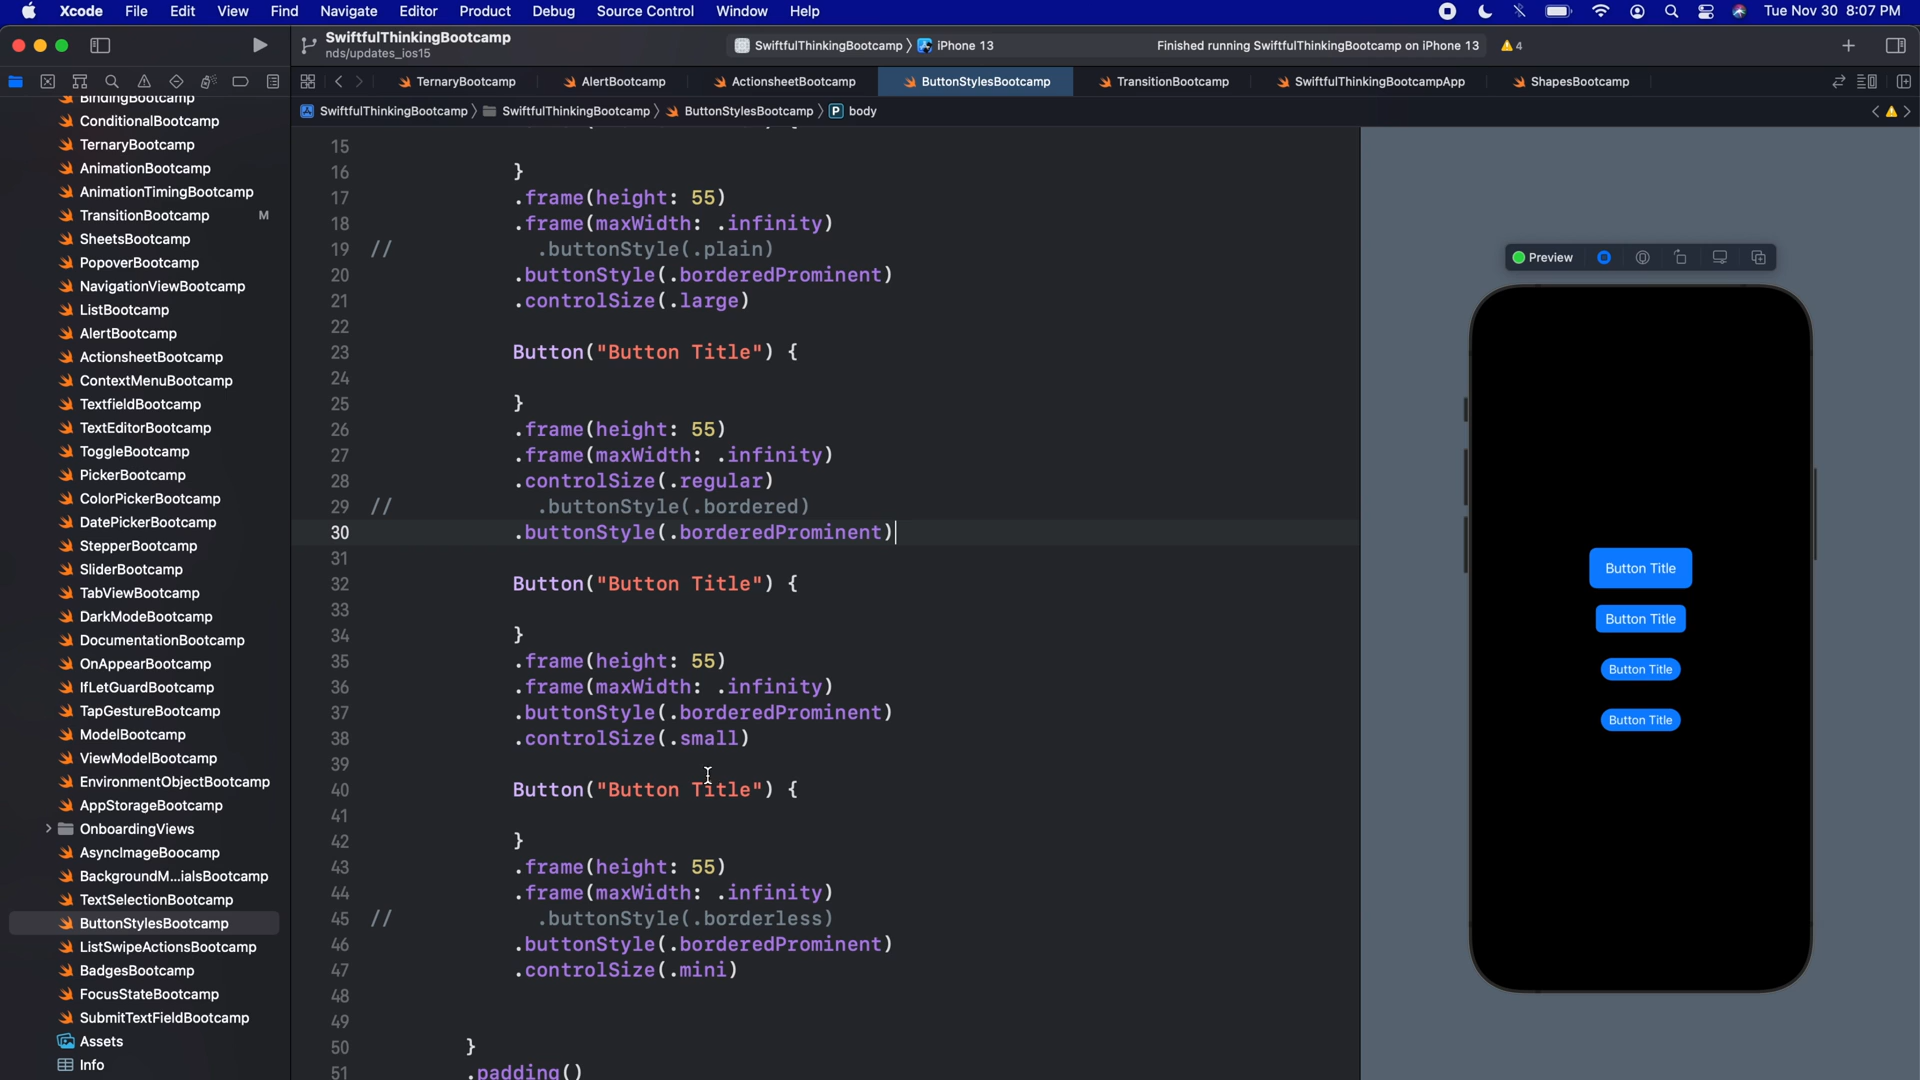 Xcode File Edit View Find Navigate Editor Product Debug Source Control Window Help Tue Nov 30 8:07 PM
SwiftfulThinkingBootcamp
nds/updates_ios15
SwiftfulThinkingBootcamp iPhone 13 Finished running SwiftfulThinkingBootcamp on iPhone 13 4
TernaryBootcamp AlertBootcamp ActionsheetBootcamp ButtonStylesBootcamp TransitionBootcamp SwiftfulThinkingBootcampApp ShapesBootcamp
SwiftfulThinkingBootcamp SwiftfulThinkingBootcamp ButtonStylesBootcamp P body
BindingBootcamp
ConditionalBootcamp
TernaryBootcamp
AnimationBootcamp
AnimationTimingBootcamp
TransitionBootcamp M
SheetsBootcamp
PopoverBootcamp
NavigationViewBootcamp
ListBootcamp
AlertBootcamp
ActionsheetBootcamp
ContextMenuBootcamp
TextfieldBootcamp
TextEditorBootcamp
ToggleBootcamp
PickerBootcamp
ColorPickerBootcamp
DatePickerBootcamp
StepperBootcamp
SliderBootcamp
TabViewBootcamp
DarkModeBootcamp
DocumentationBootcamp
OnAppearBootcamp
IfLetGuardBootcamp
TapGestureBootcamp
ModelBootcamp
ViewModelBootcamp
EnvironmentObjectBootcamp
AppStorageBootcamp
OnboardingViews
AsyncImageBoocamp
BackgroundM...ialsBootcamp
TextSelectionBootcamp
ButtonStylesBootcamp
ListSwipeActionsBootcamp
BadgesBootcamp
FocusStateBootcamp
SubmitTextFieldBootcamp
Assets
Info
15
16 }
17 .frame(height: 55)
18 .frame(maxWidth: .infinity)
19 // .buttonStyle(.plain)
20 .buttonStyle(.borderedProminent)
21 .controlSize(.large)
22
23 Button("Button Title") {
24
25 }
26 .frame(height: 55)
27 .frame(maxWidth: .infinity)
28 .controlSize(.regular)
29 // .buttonStyle(.bordered)
30 .buttonStyle(.borderedProminent)
31
32 Button("Button Title") {
33
34 }
35 .frame(height: 55)
36 .frame(maxWidth: .infinity)
37 .buttonStyle(.borderedProminent)
38 .controlSize(.small)
39
40 Button("Button Title") {
41
42 }
43 .frame(height: 55)
44 .frame(maxWidth: .infinity)
45 // .buttonStyle(.borderless)
46 .buttonStyle(.borderedProminent)
47 .controlSize(.mini)
48
49
50 }
51 .padding()
Preview
Button Title
Button Title
Button Title
Button Title